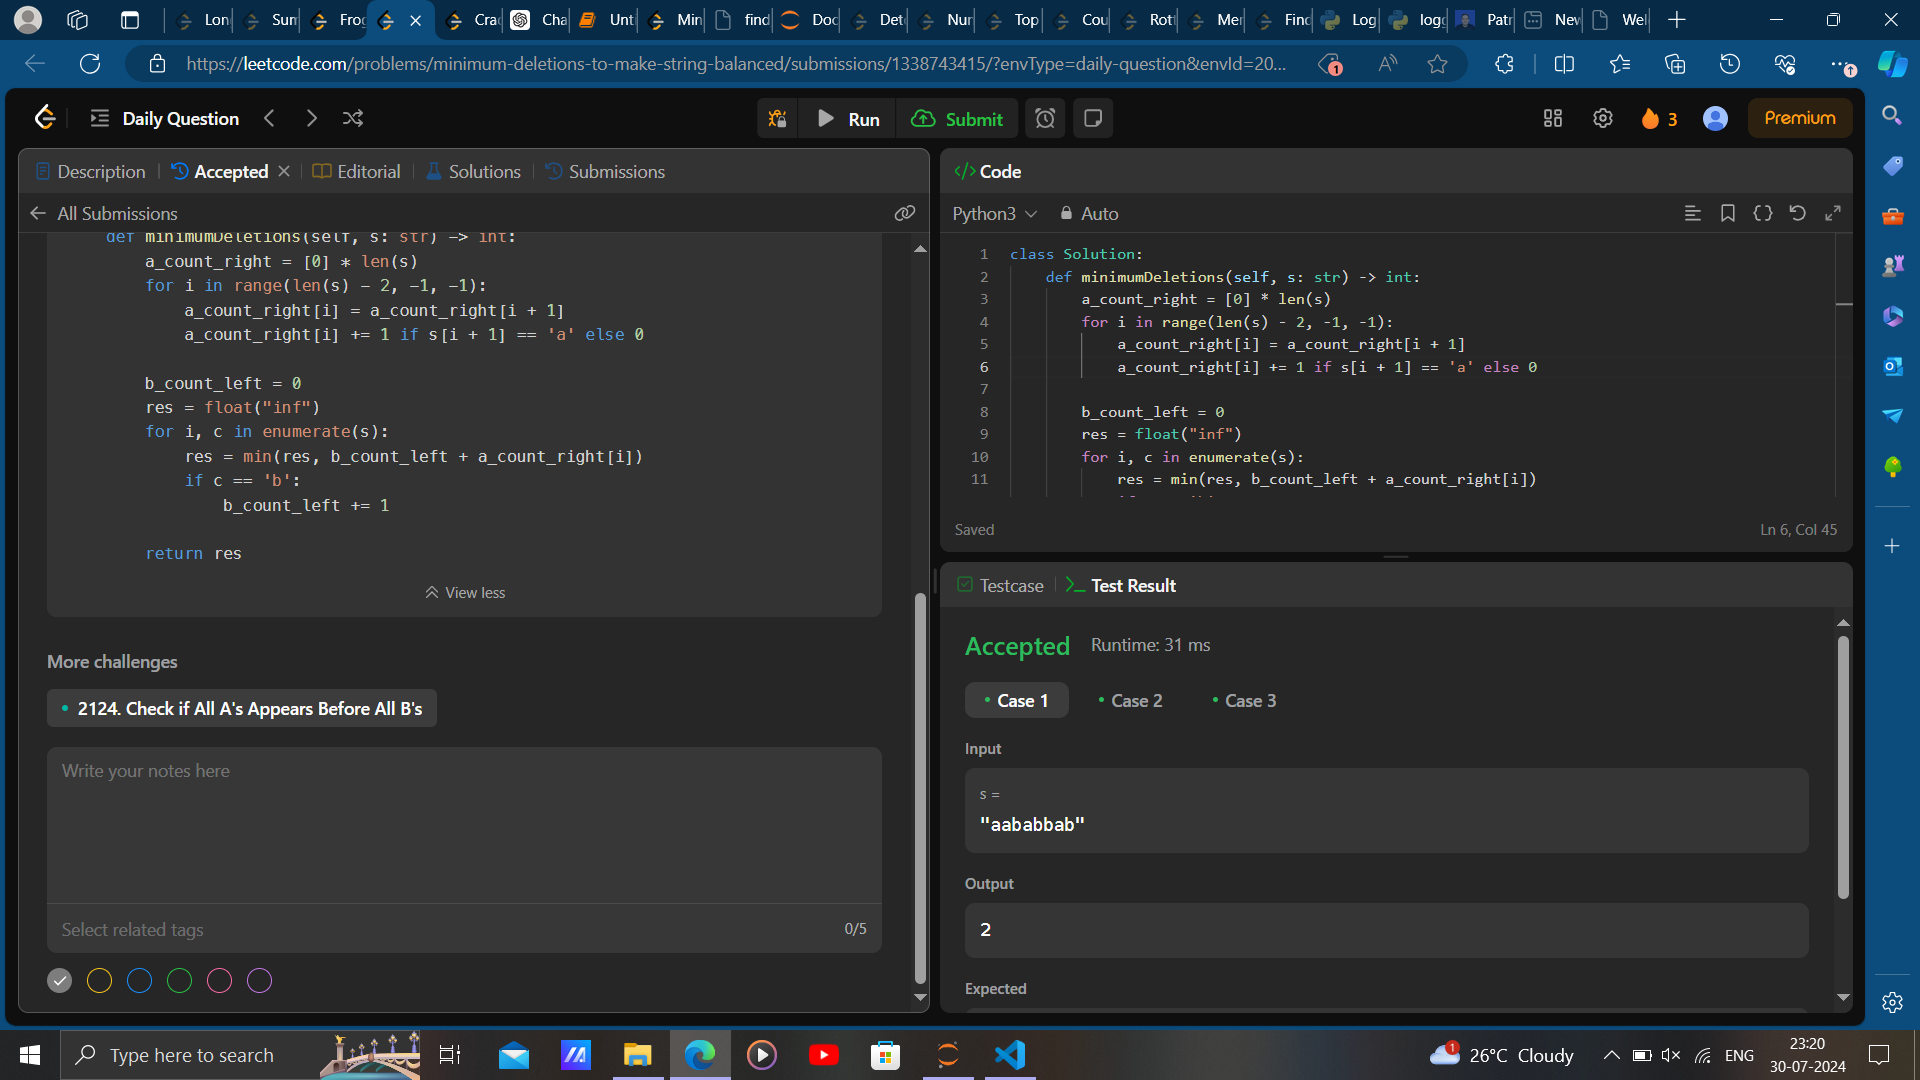 Lon
Sum
Frog
Crac
Cha
Unt
Min
find
Doc
Det
Nur
Top
Cou
Rott
Mer
Finc
Log
logg
Patr
New
Wel
https://leetcode.com/problems/minimum-deletions-to-make-string-balanced/submissions/1338743415/?envType=daily-question&envId=20...
1
Daily Question
Run
Submit
3
Premium
Description
Accepted
Editorial
Solutions
Submissions
All Submissions
def minimumDeletions(self, s: str) -> int:
a_count_right = [0] * len(s)
for i in range(len(s) - 2, -1, -1):
a_count_right[i] = a_count_right[i + 1]
a_count_right[i] += 1 if s[i + 1] == 'a' else 0
b_count_left = 0
res = float("inf")
for i, c in enumerate(s):
res = min(res, b_count_left + a_count_right[i])
if c == 'b':
b_count_left += 1
return res
View less
More challenges
2124. Check if All A's Appears Before All B's
Write your notes here
Select related tags
0/5
</> Code
Python3
Auto
1 class Solution:
2 def minimumDeletions(self, s: str) -> int:
3 a_count_right = [0] * len(s)
4 for i in range(len(s) - 2, -1, -1):
5 a_count_right[i] = a_count_right[i + 1]
6 a_count_right[i] += 1 if s[i + 1] == 'a' else 0
7
8 b_count_left = 0
9 res = float("inf")
10 for i, c in enumerate(s):
11 res = min(res, b_count_left + a_count_right[i])
Saved
Ln 6, Col 45
Testcase
Test Result
Accepted
Runtime: 31 ms
Case 1
Case 2
Case 3
Input
s =
"aababbab"
Output
2
Expected
Type here to search
1
26°C Cloudy
ENG
23:20
30-07-2024